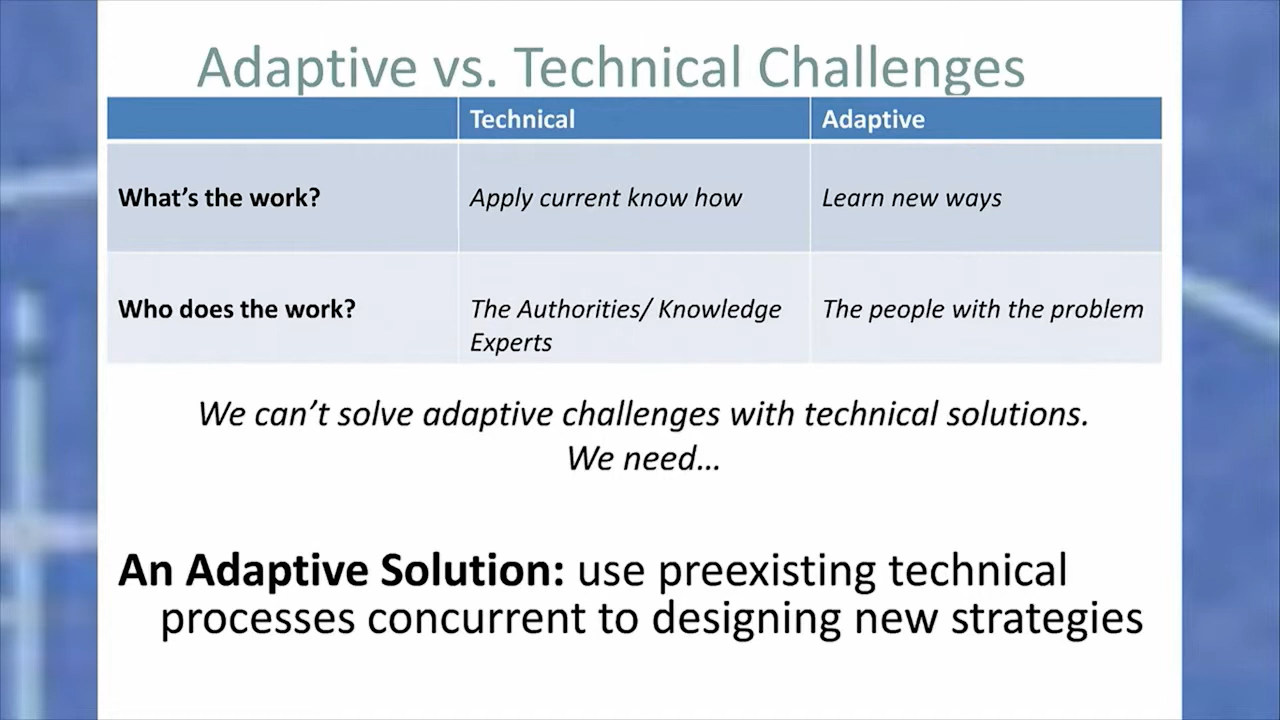 Adaptive vs. Technical Challenges
Technical
Adaptive
What’s the work?
Apply current know how
Learn new ways
Who does the work?
The Authorities/ Knowledge
Experts
The people with the problem
We can’t solve adaptive challenges with technical solutions.
We need…
An Adaptive Solution: use preexisting technical
processes concurrent to designing new strategies